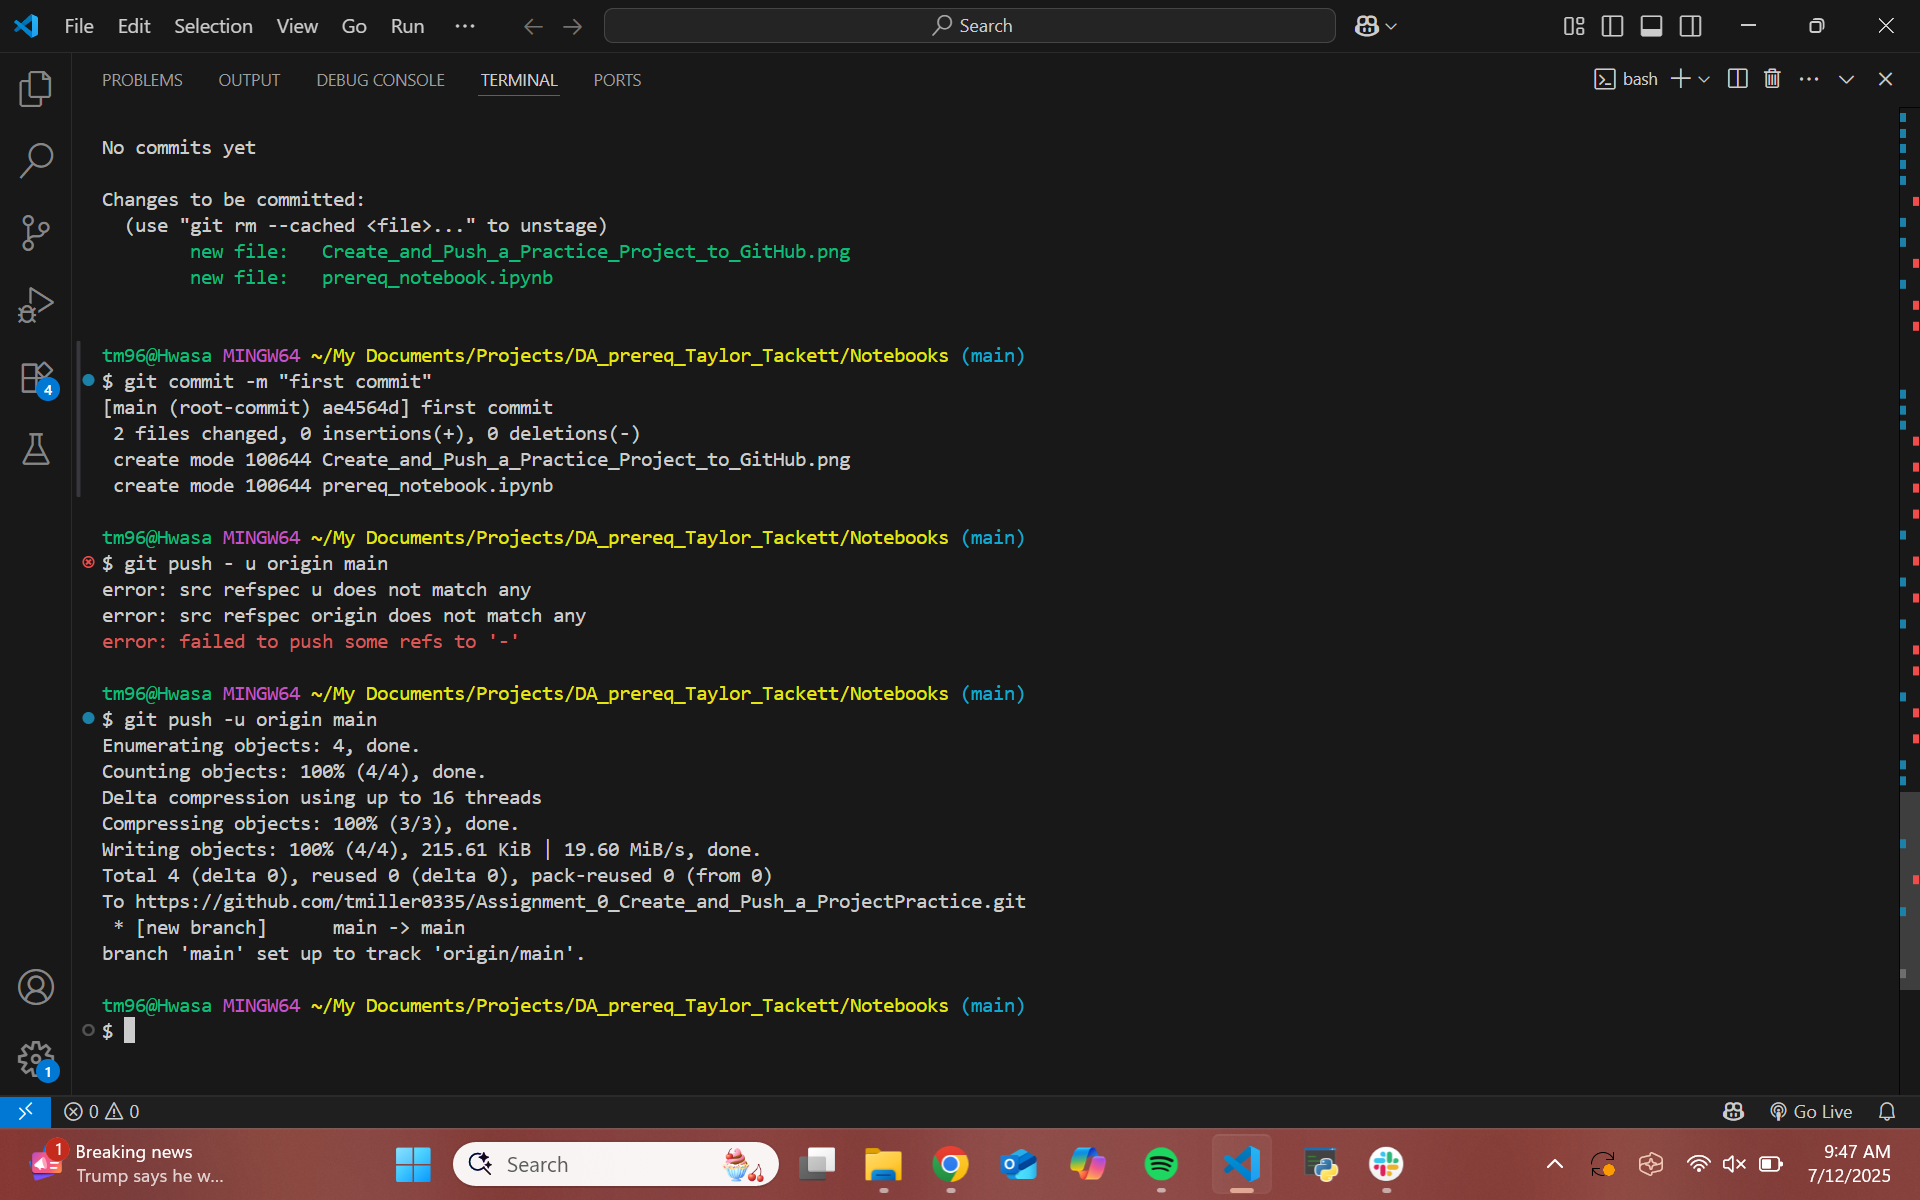 File Edit Selection View Go Run ··· Search
PROBLEMS OUTPUT DEBUG CONSOLE TERMINAL PORTS bash
No commits yet
Changes to be committed:
(use "git rm --cached <file>..." to unstage)
new file: Create_and_Push_a_Practice_Project_to_GitHub.png
new file: prereq_notebook.ipynb
tm96@Hwasa MINGW64 ~/My Documents/Projects/DA_prereq_Taylor_Tackett/Notebooks (main)
$ git commit -m "first commit"
[main (root-commit) ae4564d] first commit
2 files changed, 0 insertions(+), 0 deletions(-)
create mode 100644 Create_and_Push_a_Practice_Project_to_GitHub.png
create mode 100644 prereq_notebook.ipynb
tm96@Hwasa MINGW64 ~/My Documents/Projects/DA_prereq_Taylor_Tackett/Notebooks (main)
$ git push - u origin main
error: src refspec u does not match any
error: src refspec origin does not match any
error: failed to push some refs to '-'
tm96@Hwasa MINGW64 ~/My Documents/Projects/DA_prereq_Taylor_Tackett/Notebooks (main)
$ git push -u origin main
Enumerating objects: 4, done.
Counting objects: 100% (4/4), done.
Delta compression using up to 16 threads
Compressing objects: 100% (3/3), done.
Writing objects: 100% (4/4), 215.61 KiB | 19.60 MiB/s, done.
Total 4 (delta 0), reused 0 (delta 0), pack-reused 0 (from 0)
To https://github.com/tmiller0335/Assignment_0_Create_and_Push_a_ProjectPractice.git
* [new branch] main -> main
branch 'main' set up to track 'origin/main'.
tm96@Hwasa MINGW64 ~/My Documents/Projects/DA_prereq_Taylor_Tackett/Notebooks (main)
$
4
1
0 0 Go Live
1 Breaking news
Trump says he w...
Search
9:47 AM
7/12/2025